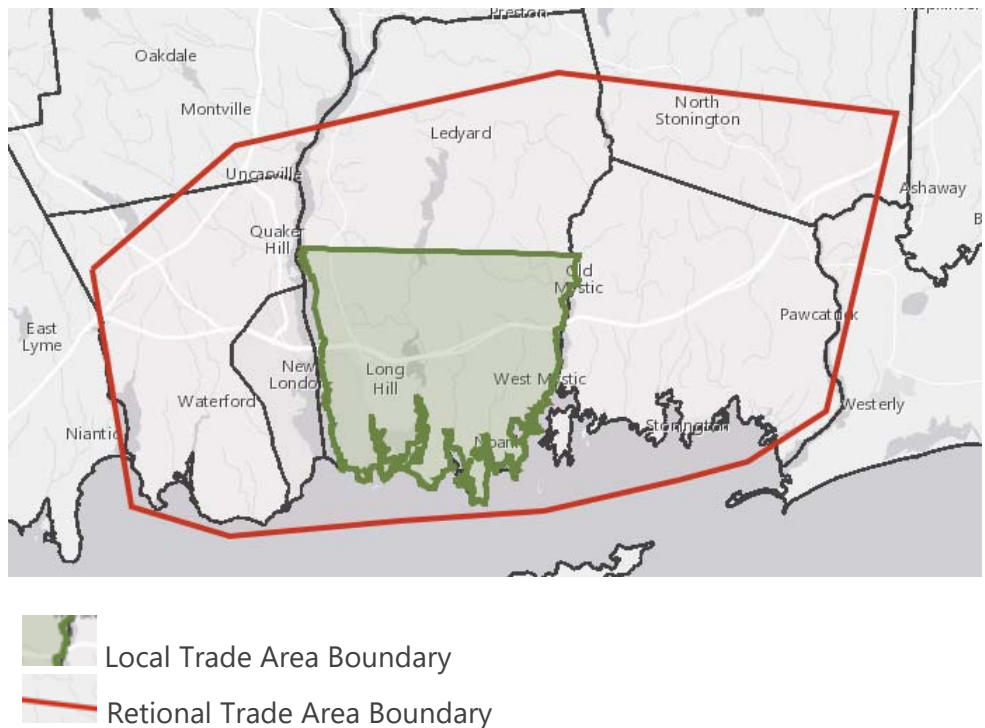 Preston
Oakdale
Montville
North
Stonington
Ledyard
Uncasville
Ashaway
Quaker
Hill
Old
Mystic
Pawcatuck
East
Lyme
New
London
Long
Hill
West Mystic
Waterford
Westerly
Niantic
Stonington
Noank
Local Trade Area Boundary
Retional Trade Area Boundary